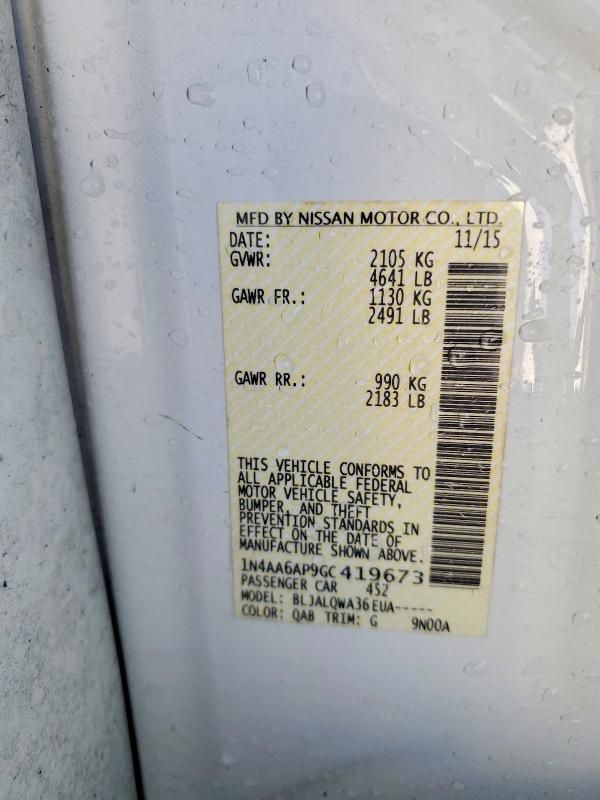 MFD BY NISSAN MOTOR CO., LTD.
DATE: 11/15
GVWR: 2105 KG
4641 LB
GAWR FR.: 1130 KG
2491 LB
GAWR RR.: 990 KG
2183 LB
THIS VEHICLE CONFORMS TO
ALL APPLICABLE FEDERAL
MOTOR VEHICLE SAFETY,
BUMPER, AND THEFT
PREVENTION STANDARDS IN
EFFECT ON THE DATE OF
MANUFACTURE SHOWN ABOVE.
1N4AA6AP9GC419673
PASSENGER CAR 4S2
MODEL: BLJALQWA36EUA-----
COLOR: QAB TRIM: G 9N00A